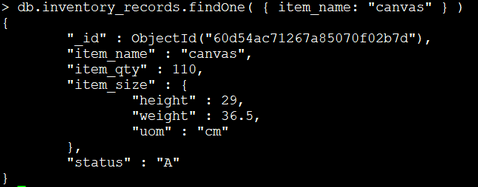 > db.inventory_records.findOne( { item_name: "canvas" } )
{
        "_id" : ObjectId("60d54ac71267a85070f02b7d"),
        "item_name" : "canvas",
        "item_qty" : 110,
        "item_size" : {
                "height" : 29,
                "weight" : 36.5,
                "uom" : "cm"
        },
        "status" : "A"
}